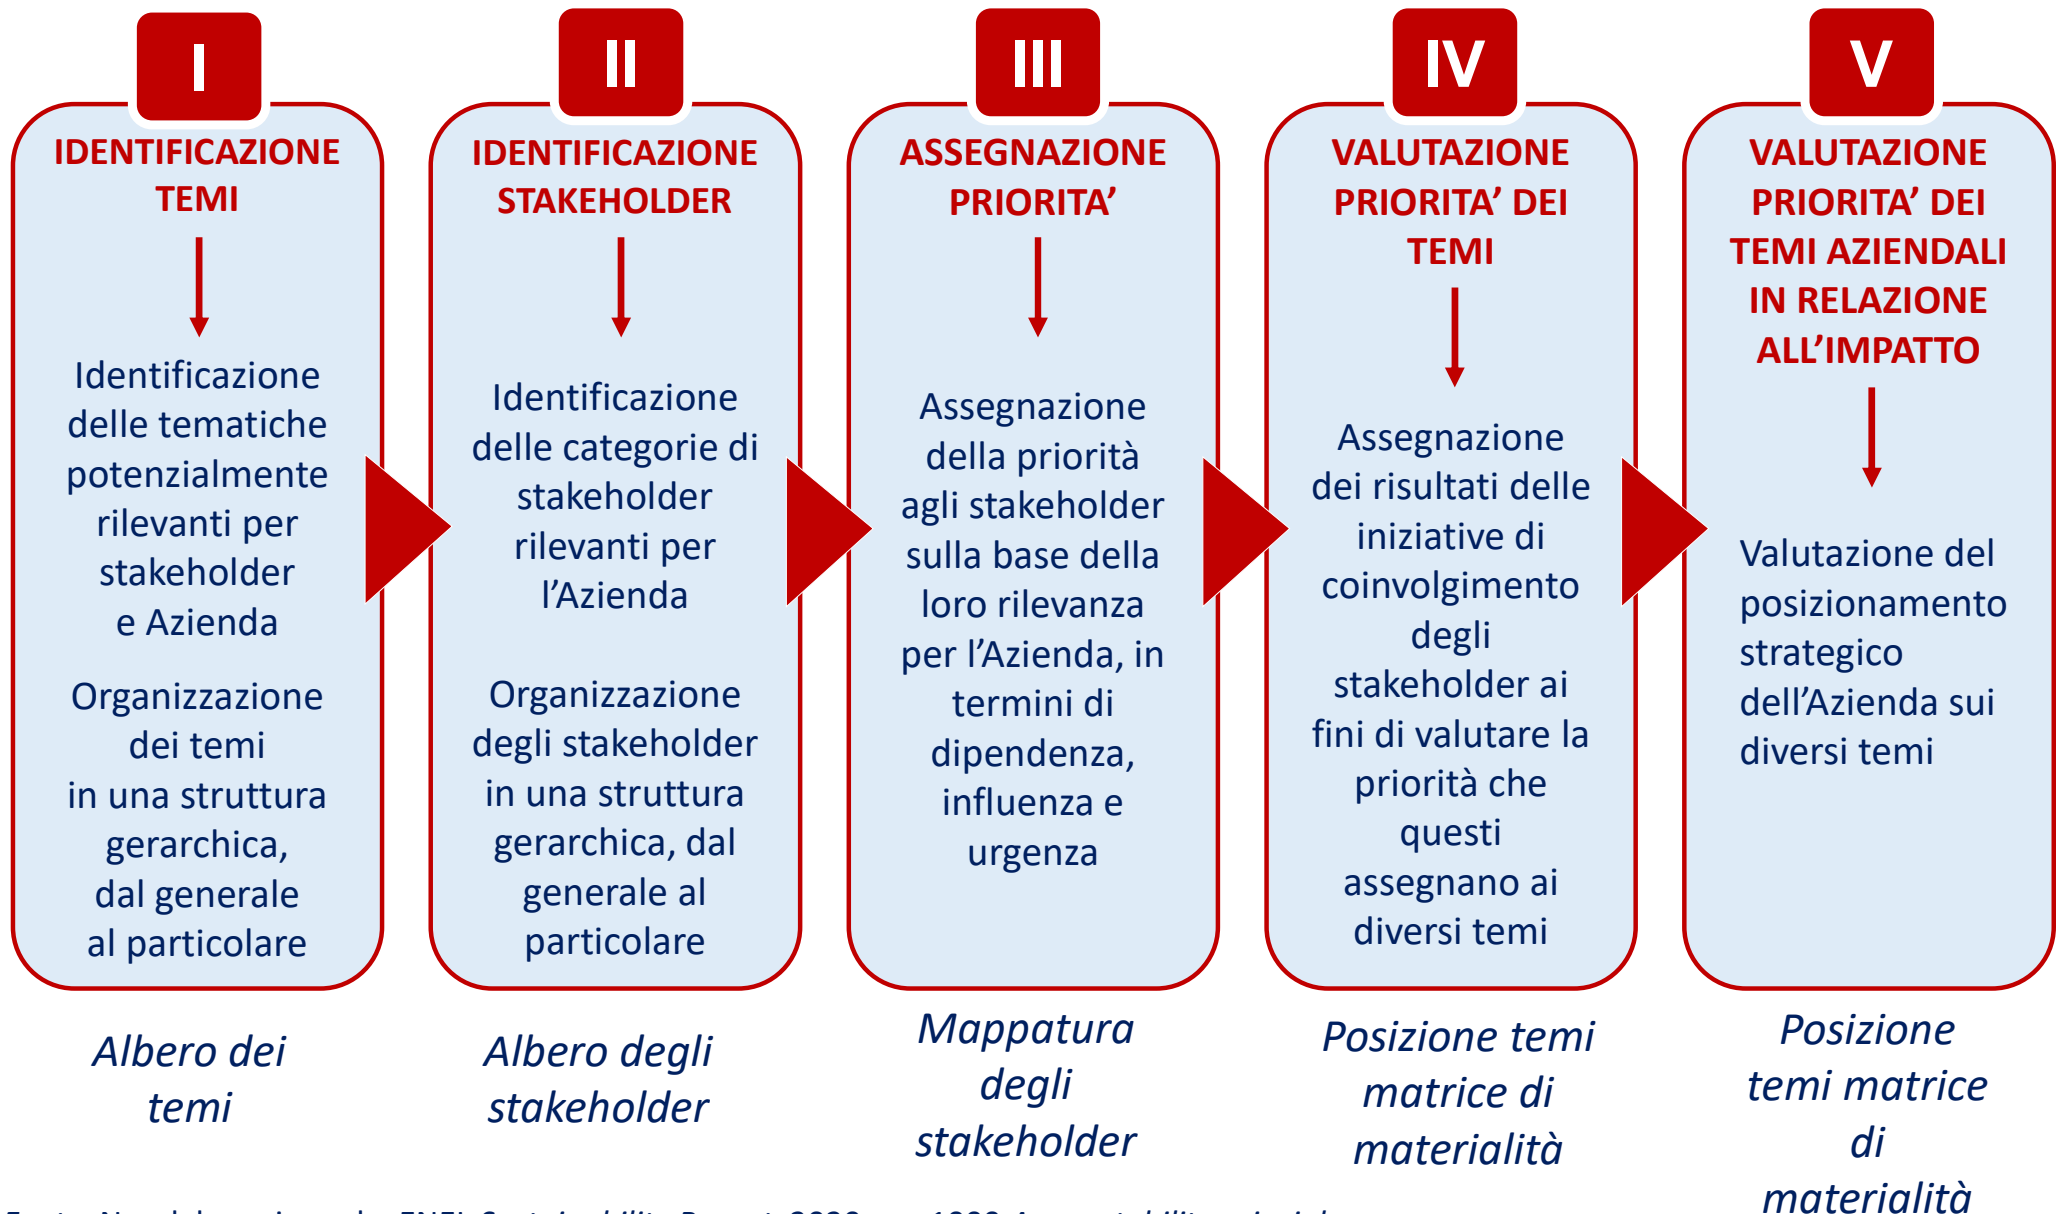 I
IDENTIFICAZIONE
TEMI
Identificazione
delle tematiche
potenzialmente
rilevanti per
stakeholder
e Azienda
Organizzazione
dei temi
in una struttura
gerarchica,
dal generale
al particolare
Albero dei
temi
II
IDENTIFICAZIONE
STAKEHOLDER
Identificazione
delle categorie di
stakeholder
rilevanti per
l’Azienda
Organizzazione
degli stakeholder
in una struttura
gerarchica, dal
generale al
particolare
Albero degli
stakeholder
III
ASSEGNAZIONE
PRIORITA’
Assegnazione
della priorità
agli stakeholder
sulla base della
loro rilevanza
per l’Azienda, in
termini di
dipendenza,
influenza e
urgenza
Mappatura
degli
stakeholder
IV
VALUTAZIONE
PRIORITA’ DEI
TEMI
Assegnazione
dei risultati delle
iniziative di
coinvolgimento
degli
stakeholder ai
fini di valutare la
priorità che
questi
assegnano ai
diversi temi
Posizione temi
matrice di
materialità
V
VALUTAZIONE
PRIORITA’ DEI
TEMI AZIENDALI
IN RELAZIONE
ALL’IMPATTO
Valutazione del
posizionamento
strategico
dell’Azienda sui
diversi temi
Posizione
temi matrice
di
materialità